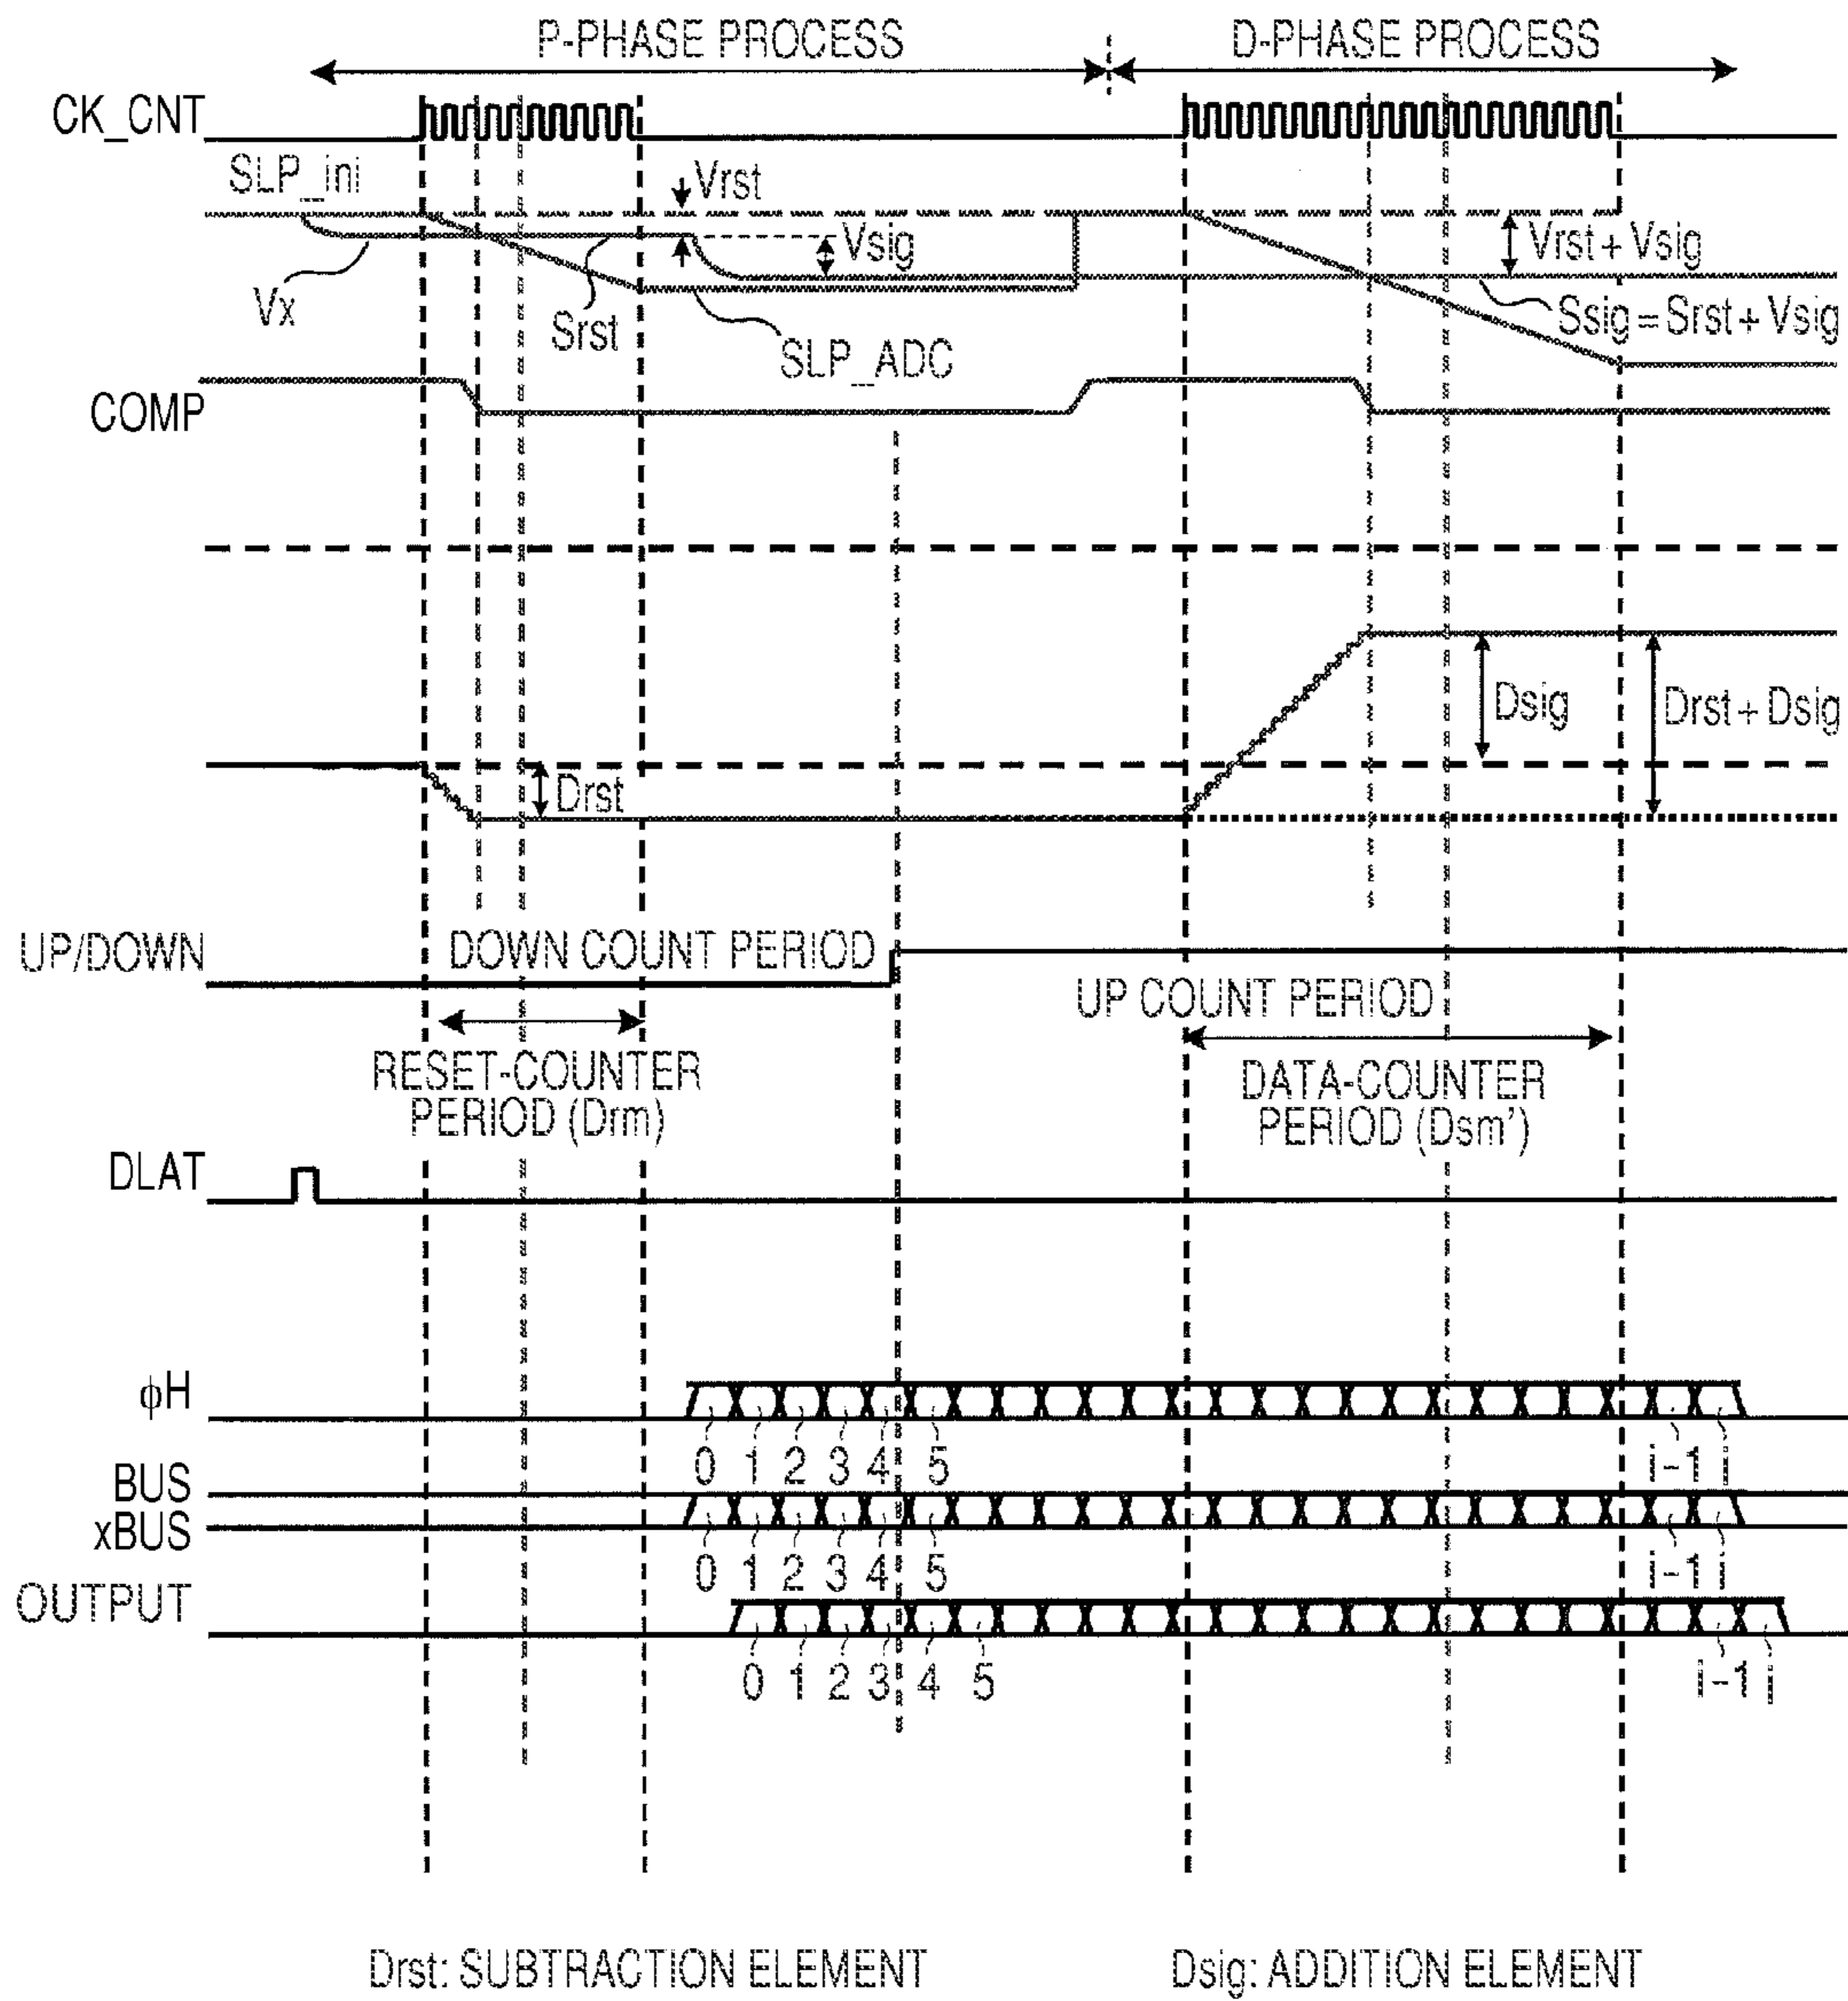 P-PHASE PROCESS
D-PHASE PROCESS
CK_CNT
SLP_ini
Vrst
Vsig
Vrst + Vsig
Vx
Srst
SLP_ADC
Ssig = Srst + Vsig
COMP
Dsig
Drst + Dsig
Drst
UP/DOWN
DOWN COUNT PERIOD
UP COUNT PERIOD
RESET-COUNTER
PERIOD (Drm)
DATA-COUNTER
PERIOD (Dsm')
DLAT
ϕH
0 1 2 3 4 5 i-1 i
BUS
xBUS
0 1 2 3 4 5 i-1 i
OUTPUT
0 1 2 3 4 5 i-1 i
Drst: SUBTRACTION ELEMENT
Dsig: ADDITION ELEMENT